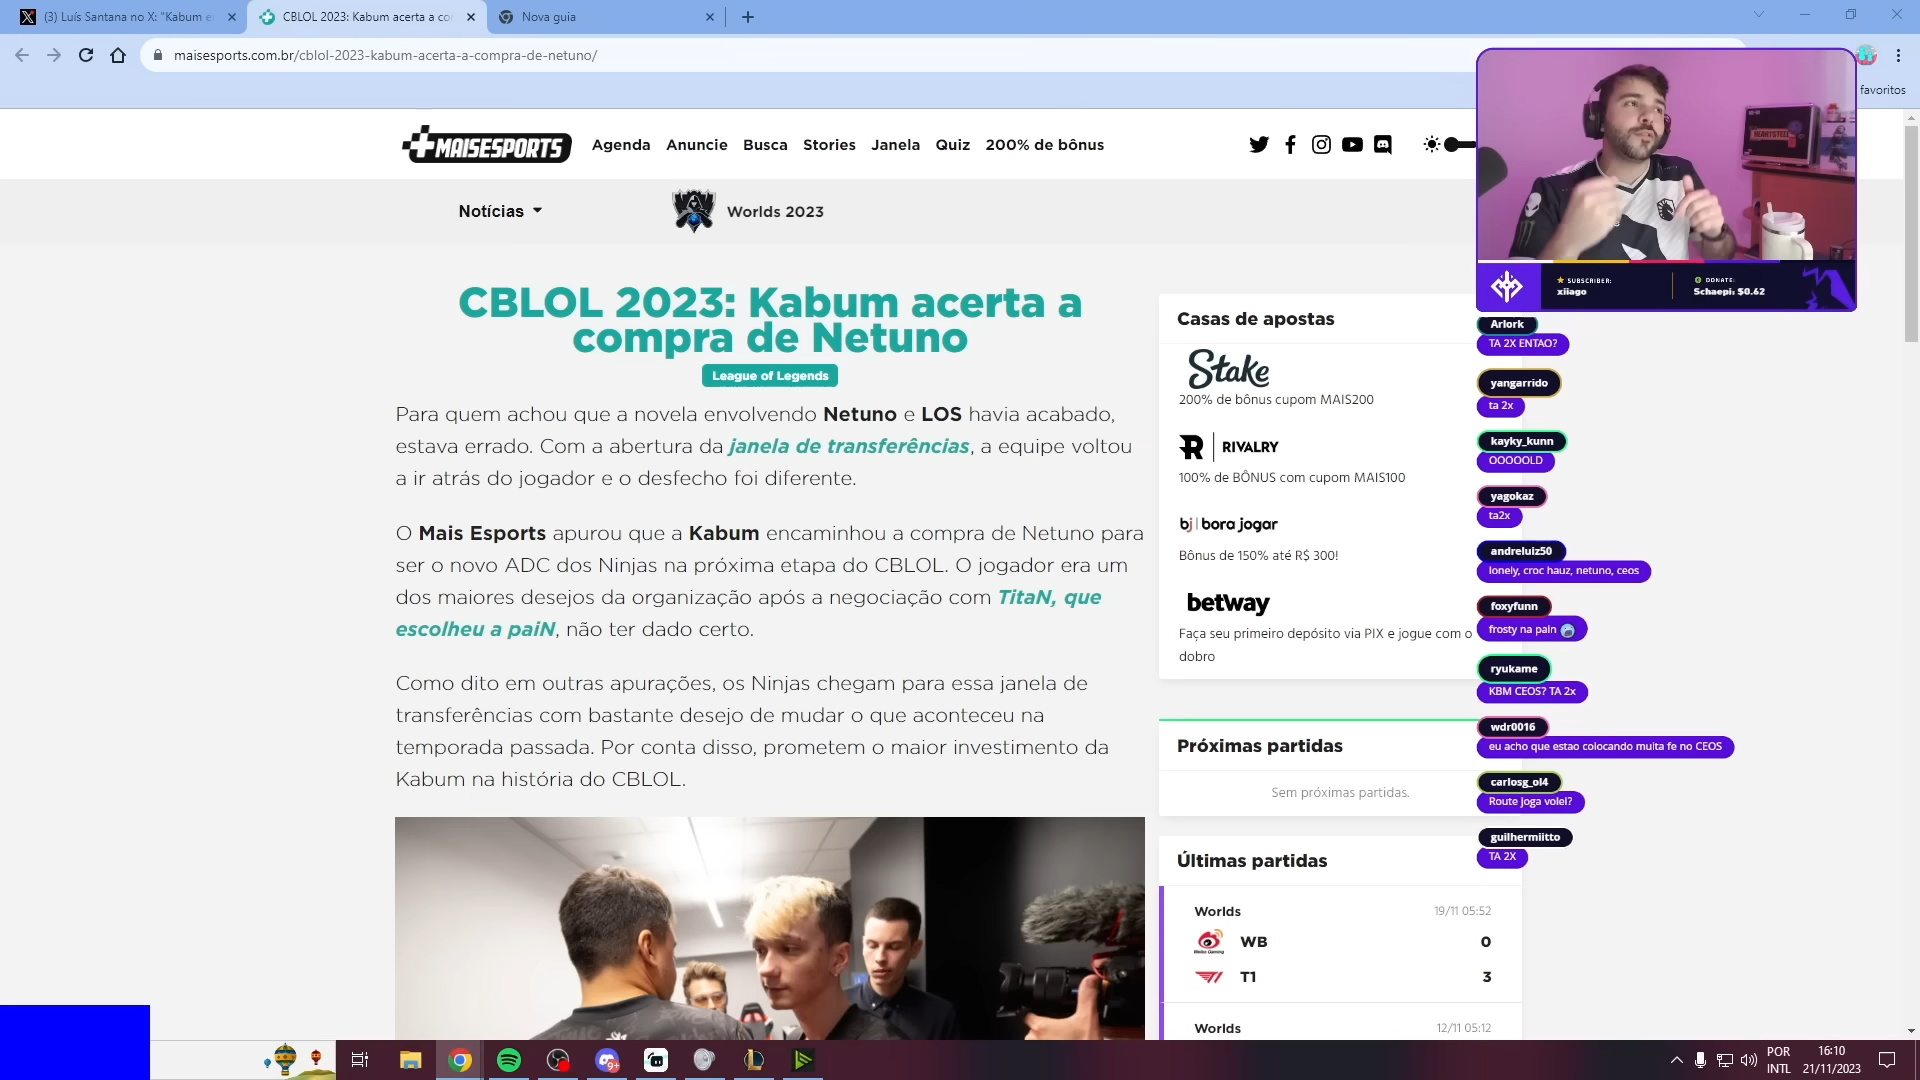 (3) Luís Santana no X: "Kabum e
CBLOL 2023: Kabum acerta a co
Nova guia
maisesports.com.br/cblol-2023-kabum-acerta-a-compra-de-netuno/
favoritos
MAISESPORTS
Agenda Anuncie Busca Stories Janela Quiz 200% de bônus
Notícias
Worlds 2023
CBLOL 2023: Kabum acerta a
compra de Netuno
League of Legends
Para quem achou que a novela envolvendo Netuno e LOS havia acabado,
estava errado. Com a abertura da janela de transferências, a equipe voltou
a ir atrás do jogador e o desfecho foi diferente.
O Mais Esports apurou que a Kabum encaminhou a compra de Netuno para
ser o novo ADC dos Ninjas na próxima etapa do CBLOL. O jogador era um
dos maiores desejos da organização após a negociação com TitaN, que
escolheu a paiN, não ter dado certo.
Como dito em outras apurações, os Ninjas chegam para essa janela de
transferências com bastante desejo de mudar o que aconteceu na
temporada passada. Por conta disso, prometem o maior investimento da
Kabum na história do CBLOL.
Casas de apostas
Stake
200% de bônus cupom MAIS200
RIVALRY
100% de BÔNUS com cupom MAIS100
bj bora jogar
Bônus de 150% até R$ 300!
betway
Faça seu primeiro depósito via PIX e jogue com o
dobro
Próximas partidas
Sem próximas partidas.
Últimas partidas
Worlds 19/11 05:52
WB 0
T1 3
Worlds 12/11 05:12
SUBSCRIBER:
xiiago
DONATE:
Schaepi: $0.62
Arlork
TA 2X ENTAO?
yangarrido
ta 2x
kayky_kunn
OOOOOLD
yagokaz
ta2x
andreluiz50
lonely, croc hauz, netuno, ceos
foxyfunn
frosty na pain
ryukame
KBM CEOS? TA 2x
wdr0016
eu acho que estao colocando muita fe no CEOS
carlosg_ol4
Route joga volei?
guilhermiitto
TA 2X
9+
POR
INTL
16:10
21/11/2023